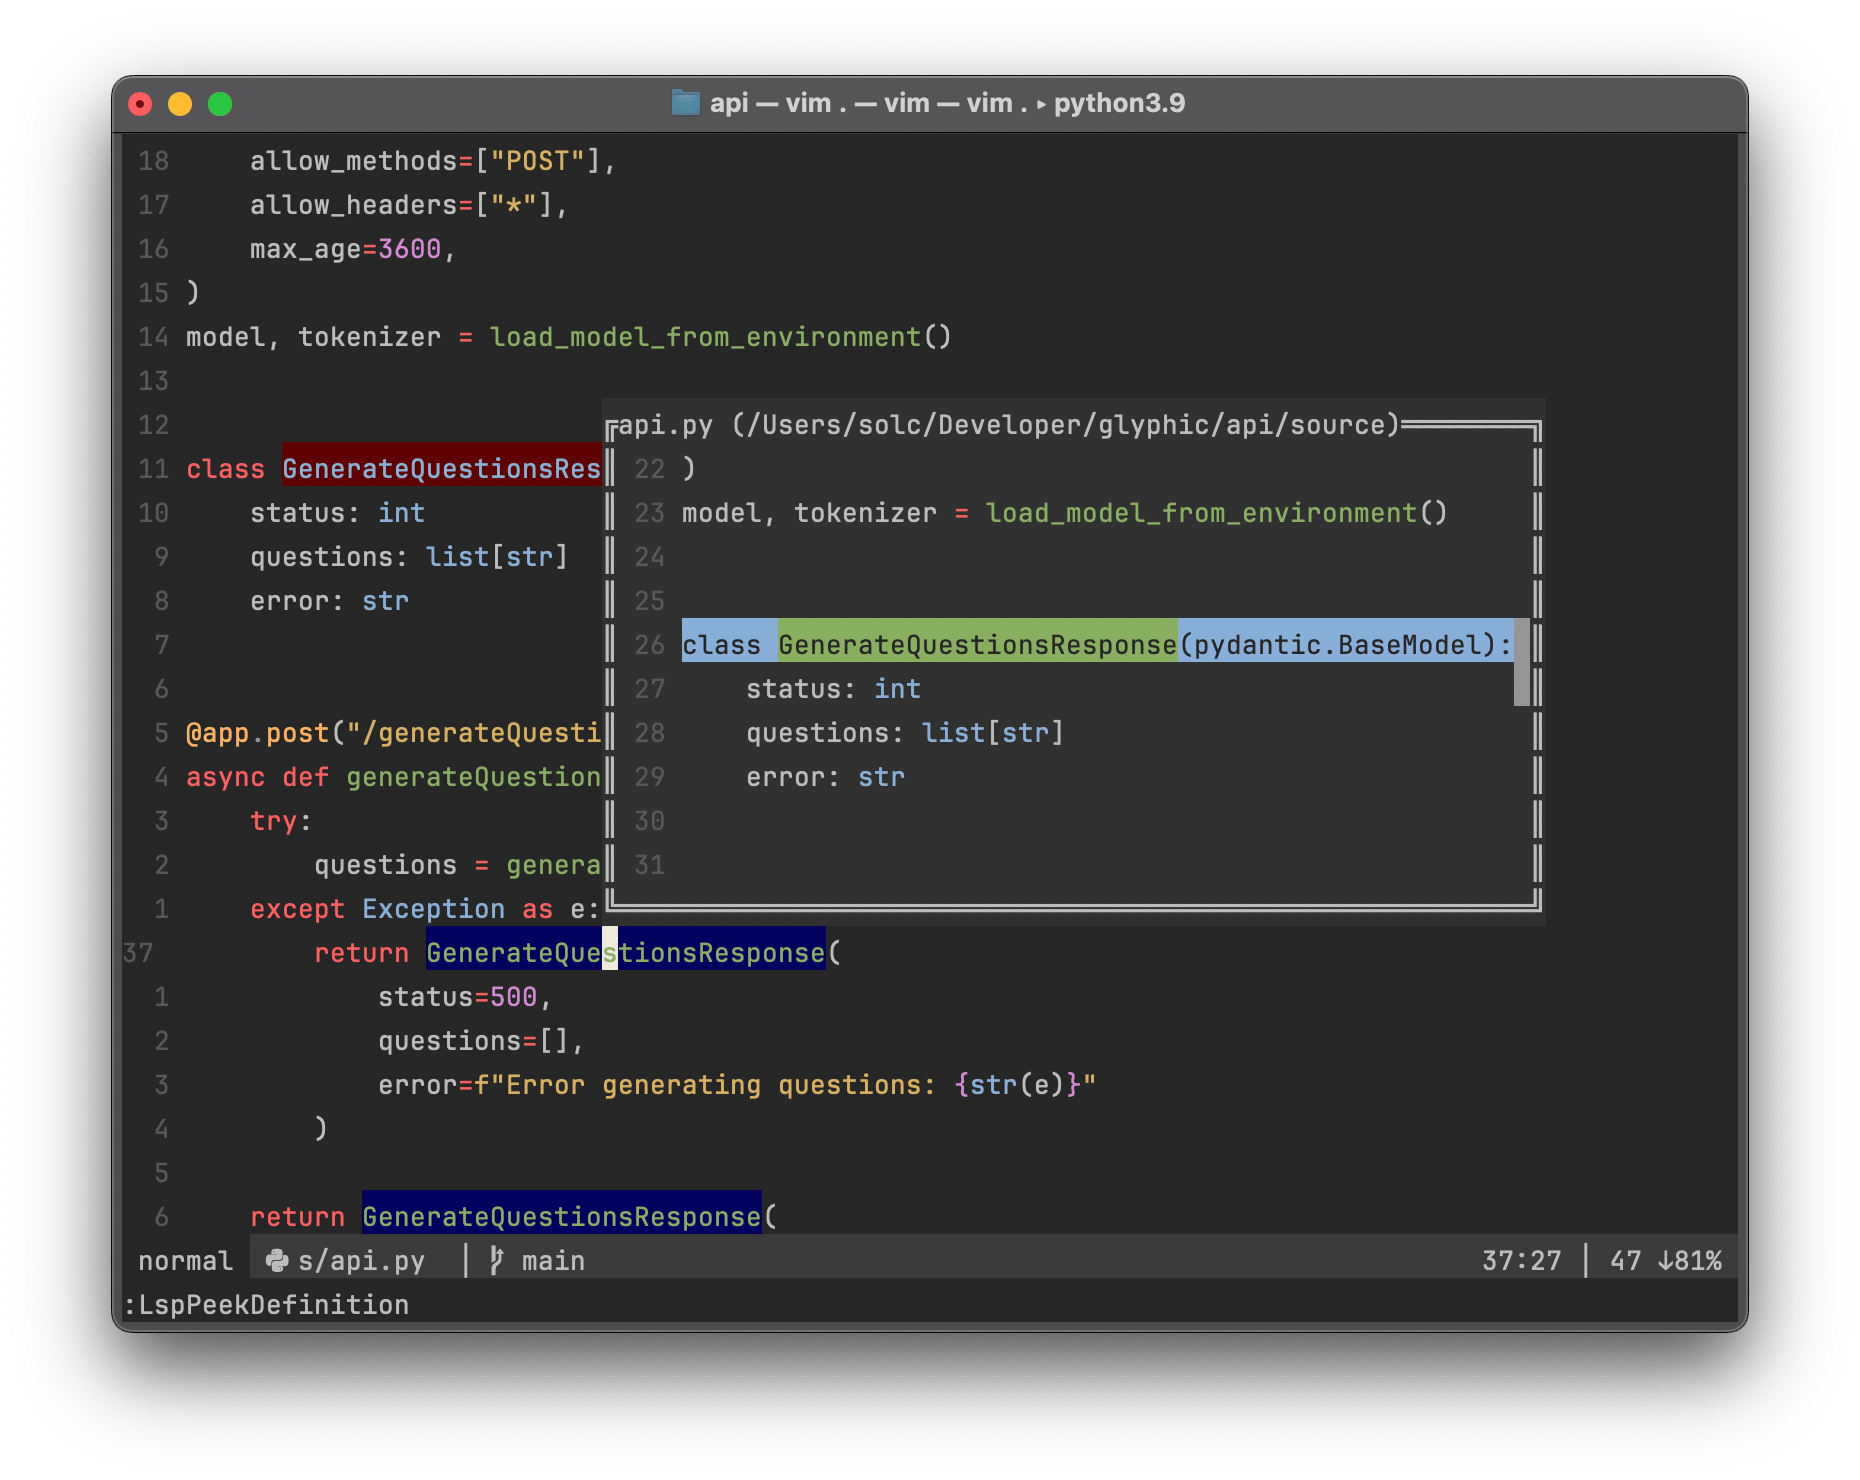 api — vim . — vim — vim . ▸ python3.9
18     allow_methods=["POST"],
17     allow_headers=["*"],
16     max_age=3600,
15 )
14 model, tokenizer = load_model_from_environment()
13
12
11 class GenerateQuestionsRes
10     status: int
9     questions: list[str]
8     error: str
7
6
5 @app.post("/generateQuesti
4 async def generateQuestion
3     try:
2         questions = genera
1     except Exception as e:
api.py (/Users/solc/Developer/glyphic/api/source)
22 )
23 model, tokenizer = load_model_from_environment()
24
25
26 class GenerateQuestionsResponse(pydantic.BaseModel):
27     status: int
28     questions: list[str]
29     error: str
30
31
37         return GenerateQuestionsResponse(
1             status=500,
2             questions=[],
3             error=f"Error generating questions: {str(e)}"
4         )
5
6     return GenerateQuestionsResponse(
normal s/api.py | main 37:27 | 47 ↓81%
:LspPeekDefinition